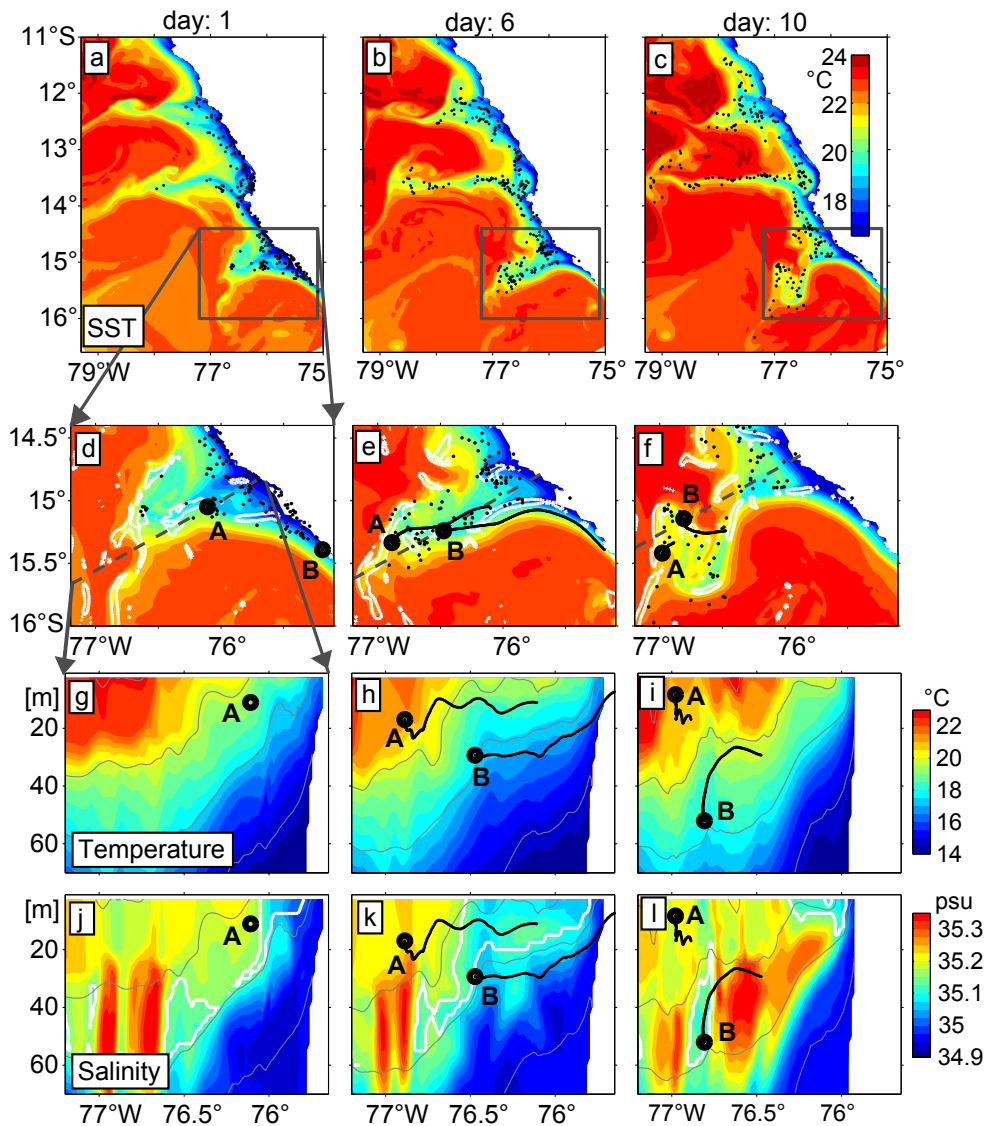 day: 1 day: 6 day: 10
11°S a b c 24
°C
12° 22
13° 20
14° 18
15°
16° SST
79°W 77° 75° 79°W 77° 75° 79°W 77° 75°
14.5° d e f
15° A B A B B A
15.5°
16°S
77°W 76° 77°W 76° 77°W 76°
[m] g A h A B i A B °C
20 22
40 20
60 18
Temperature 16
14
[m] j A k A B l A B psu
20 35.3
40 35.2
60 35.1
Salinity 35
34.9
77°W 76.5° 76° 77°W 76.5° 76° 77°W 76.5° 76°